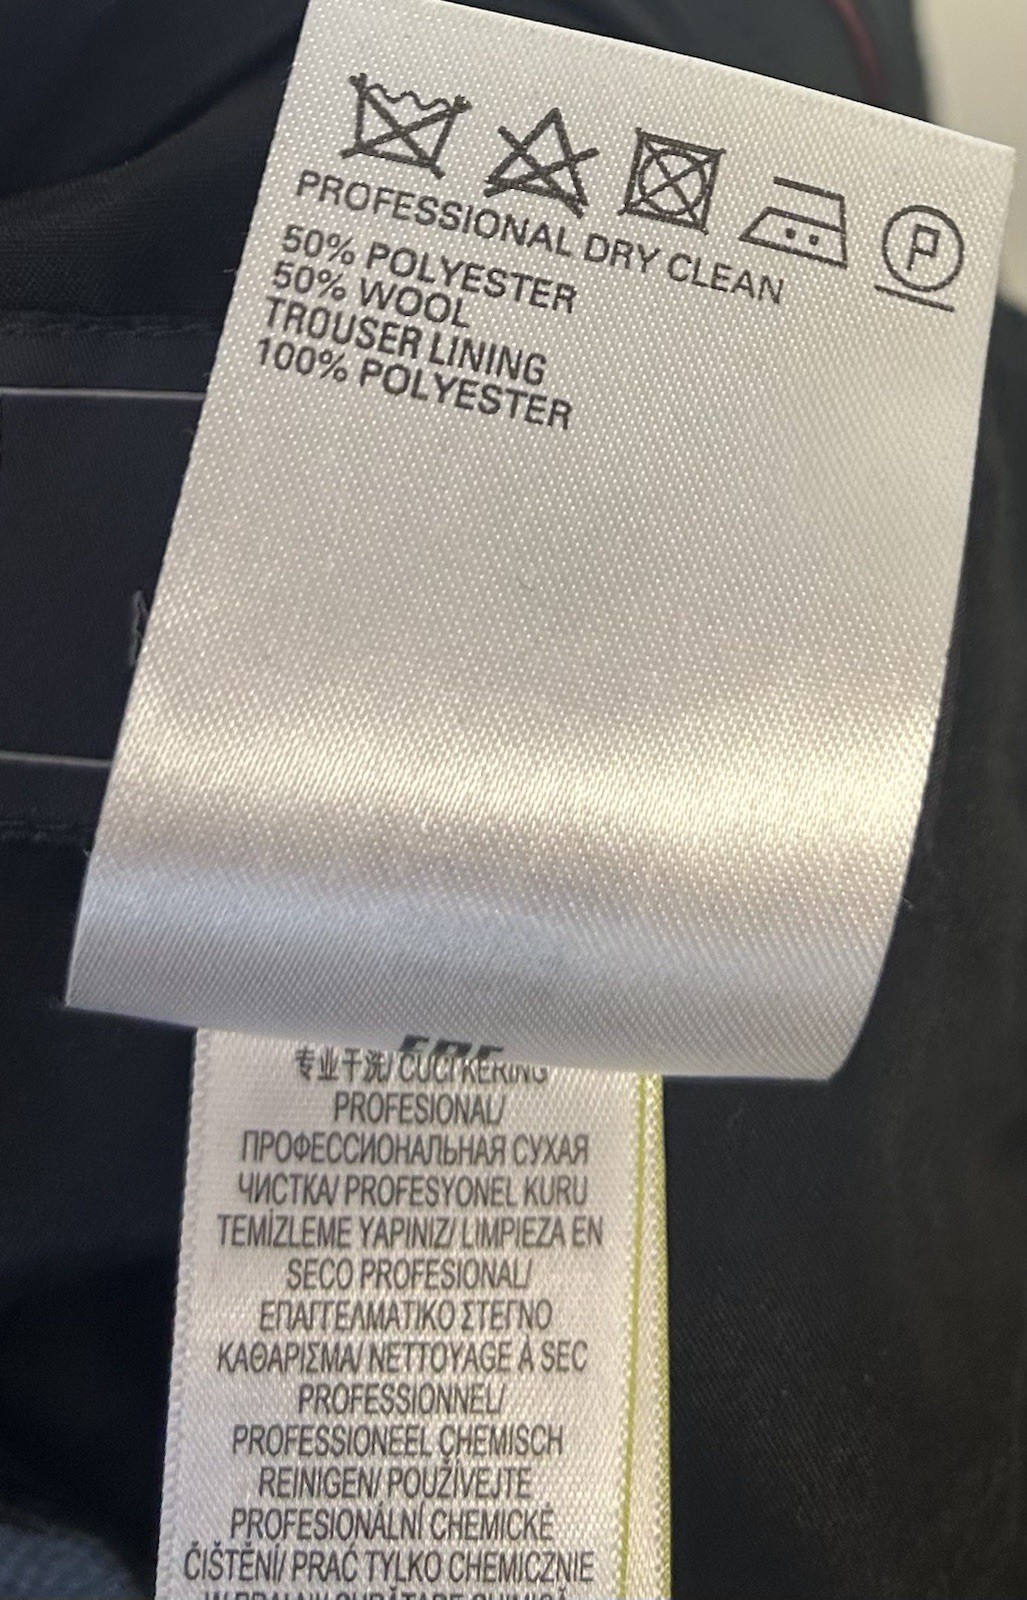 P
PROFESSIONAL DRY CLEAN
50% POLYESTER
50% WOOL
TROUSER LINING
100% POLYESTER
专业干洗/ CUCI KERING
PROFESIONAL/
ПРОФЕССИОНАЛЬНАЯ СУХАЯ
ЧИСТКА/ PROFESYONEL KURU
TEMİZLEME YAPINIZ/ LIMPIEZA EN
SECO PROFESIONAL/
ΕΠΑΓΓΕΛΜΑΤΙΚΟ ΣΤΕΓΝΟ
ΚΑΘΑΡΙΣΜΑ/ NETTOYAGE À SEC
PROFESSIONNEL/
PROFESSIONEEL CHEMISCH
REINIGEN/ POUŽÍVEJTE
PROFESIONÁLNÍ CHEMICKÉ
ČIŠTĚNÍ/ PRAĆ TYLKO CHEMICZNIE